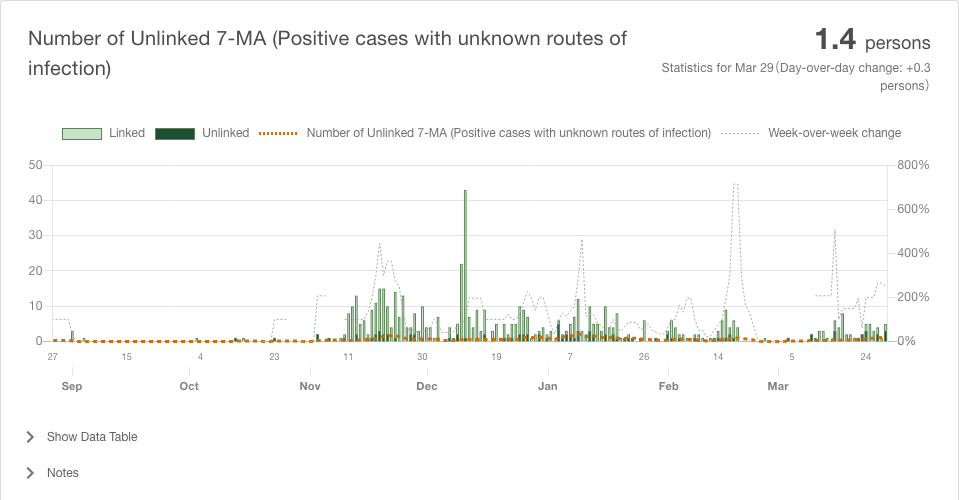 Number of Unlinked 7-MA (Positive cases with unknown routes of
infection)
1.4 persons
Statistics for Mar 29(Day-over-day change: +0.3
persons)
Linked Unlinked Number of Unlinked 7-MA (Positive cases with unknown routes of infection) Week-over-week change
50 800%
40 600%
30 400%
20 200%
10 0%
0
27 15 4 23 11 30 19 7 26 14 5 24
Sep Oct Nov Dec Jan Feb Mar
Show Data Table
Notes